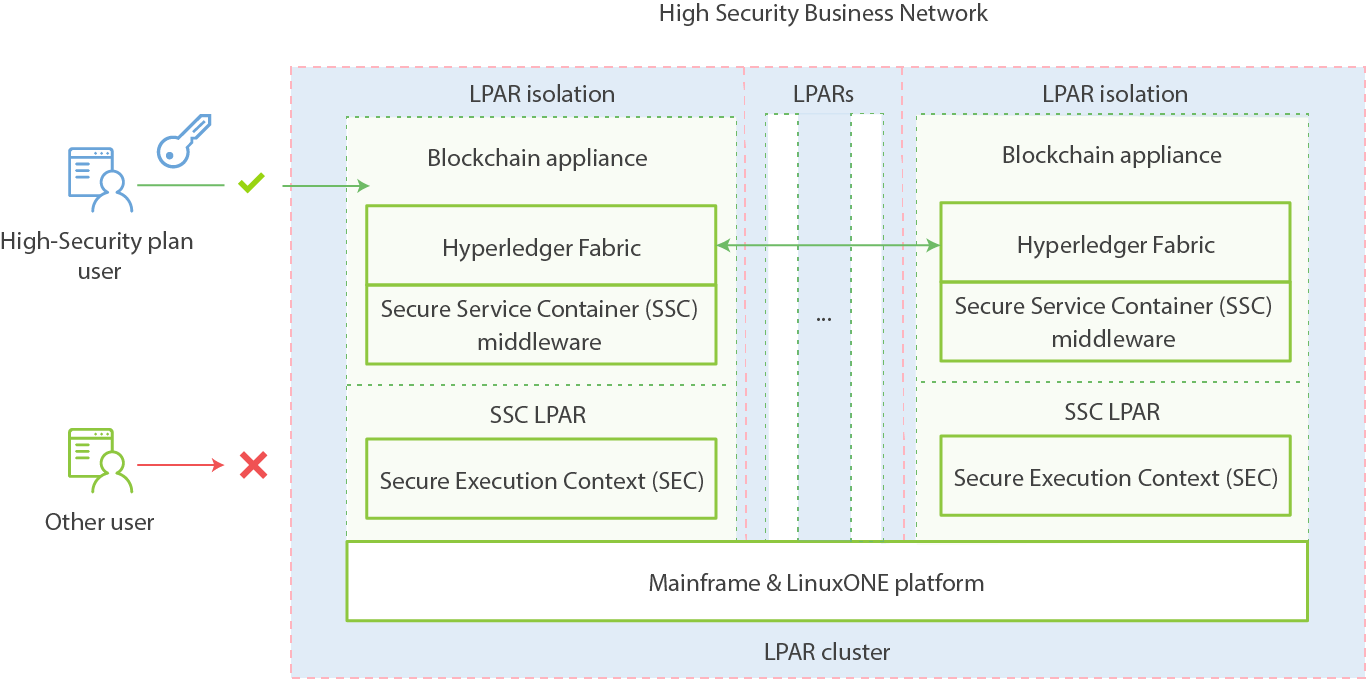 High Security Business Network
LPAR isolation
LPARs
LPAR isolation
Blockchain appliance
Blockchain appliance
High-Security plan
user
Hyperledger Fabric
Hyperledger Fabric
Secure Service Container (SSC)
middleware
...
Secure Service Container (SSC)
middleware
SSC LPAR
SSC LPAR
Secure Execution Context (SEC)
Secure Execution Context (SEC)
Other user
Mainframe & LinuxONE platform
LPAR cluster